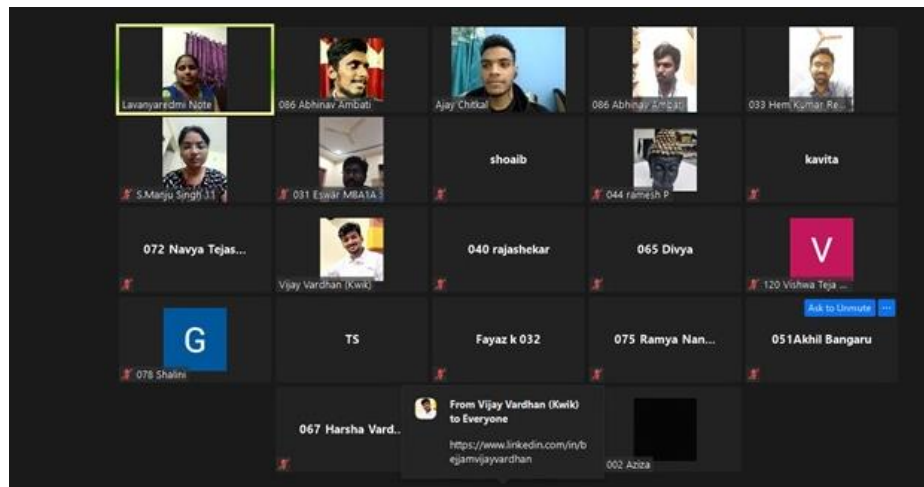 Lavanyaredmi Note
086 Abhinav Ambati
Ajay Chitkal
086 Abhinav Ambati
033 Hem Kumar Re...
S.Manju Singh J.1
031 Eswar MBA1A
shoaib
044 ramesh P
kavita
072 Navya Tejas...
Vijay Vardhan (Kwik)
040 rajashekar
065 Divya
V
120 Vishwa Teja ...
Ask to Unmute
...
G
078 Shalini
TS
Fayaz k 032
075 Ramya Nan...
051Akhil Bangaru
067 Harsha Vard..
From Vijay Vardhan (Kwik)
to Everyone
https://www.linkedin.com/in/b
ejjamvijayvardhan
002 Aziza